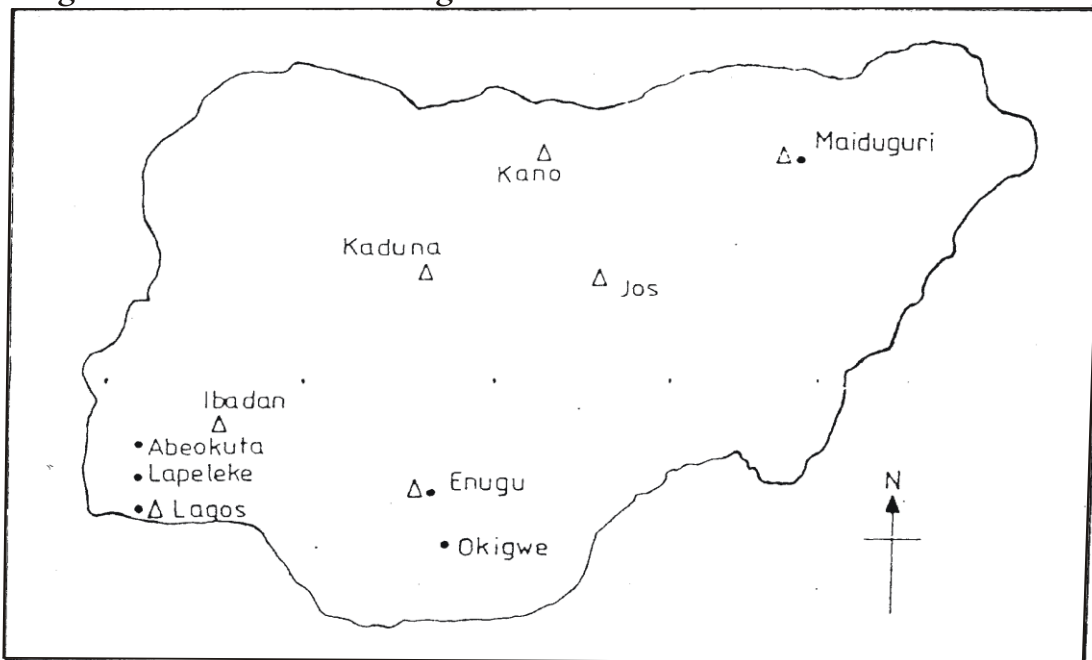 Kano
Maiduguri
Kaduna
Jos
Ibadan
Abeokuta
Lapeleke
Lagos
Enugu
Okigwe
N